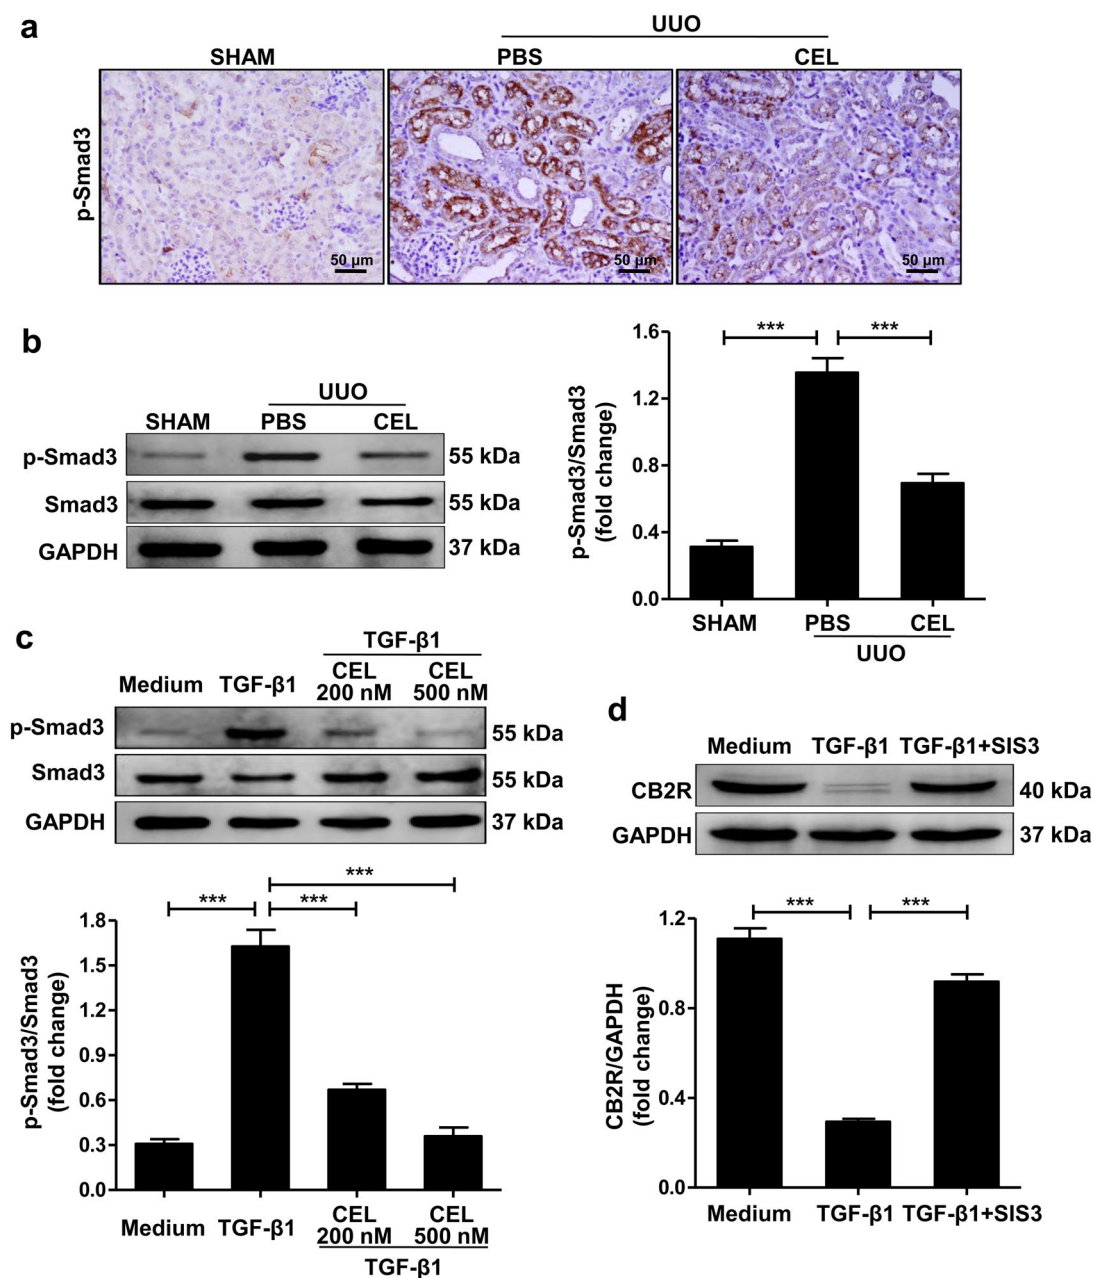 a
UUO
SHAM
PBS
CEL
p-Smad3
50 µm
50 µm
50 µm
b
UUO
SHAM
PBS
CEL
p-Smad3
55 kDa
Smad3
55 kDa
GAPDH
37 kDa
p-Smad3/Smad3
(fold change)
1.6
1.2
0.8
0.4
0.0
***
***
SHAM
PBS
CEL
UUO
c
TGF-β1
Medium
TGF-β1
CEL
200 nM
CEL
500 nM
p-Smad3
55 kDa
Smad3
55 kDa
GAPDH
37 kDa
p-Smad3/Smad3
(fold change)
1.8
1.5
1.2
0.9
0.6
0.3
0.0
***
***
***
Medium
TGF-β1
CEL
200 nM
CEL
500 nM
TGF-β1
d
Medium
TGF-β1
TGF-β1+SIS3
CB2R
40 kDa
GAPDH
37 kDa
CB2R/GAPDH
(fold change)
1.2
0.8
0.4
0.0
***
***
Medium
TGF-β1
TGF-β1+SIS3